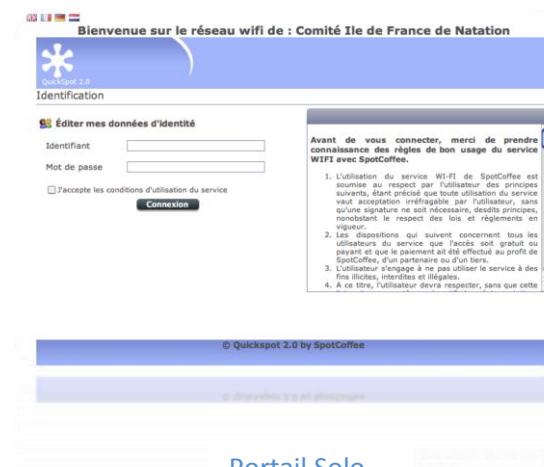 Bienvenue sur le réseau wifi de : Comité Ile de France de Natation
QuickSpot 2.0
Identification
Éditer mes données d'identité
Identifiant
Mot de passe
J'accepte les conditions d'utilisation du service
Connexion
Avant de vous connecter, merci de prendre
connaissance des règles de bon usage du service
WIFI avec SpotCoffee.
1. L'utilisation du service WI-FI de SpotCoffee est
soumise au respect par l'utilisateur des principes
suivants, étant précisé que toute utilisation du service
vaut acceptation irréfragable par l'utilisateur, sans
qu'une signature ne soit nécessaire, desdits principes,
nonobstant le respect des lois et règlements en
vigueur.
2. Les dispositions qui suivent concernent tous les
utilisateurs du service que l'accès soit gratuit ou
payant et que le paiement ait été effectué au profit de
SpotCoffee, d'un partenaire ou d'un tiers.
3. L'utilisateur s'engage à ne pas utiliser le service à des
fins illicites, interdites et illégales.
4. A ce titre, l'utilisateur devra respecter, sans que cette
© Quickspot 2.0 by SpotCoffee
Portail Solo